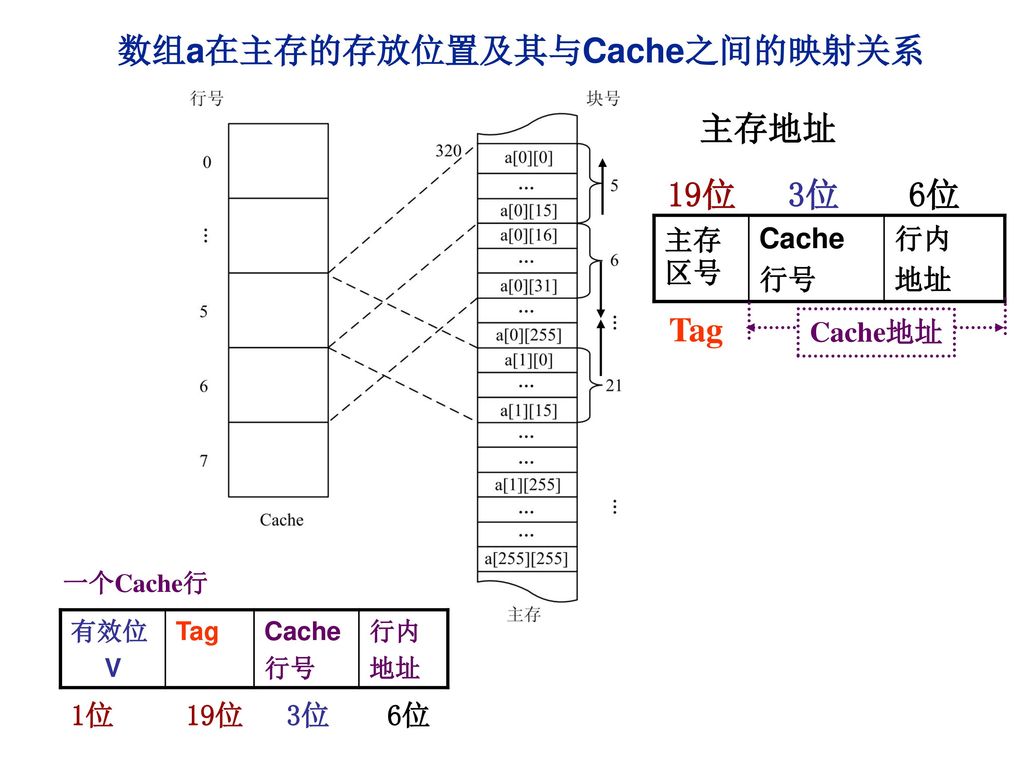 数组a在主存的存放位置及其与Cache之间的映射关系
行号
0
...
5
6
7
Cache
块号
320
a[0][0]
...
a[0][15]
a[0][16]
...
a[0][31]
...
a[0][255]
a[1][0]
...
a[1][15]
...
...
a[1][255]
...
...
a[255][255]
主存
5
6
...
21
...
主存地址
19位 3位 6位
主存 Cache 行内
区号 行号 地址
Tag Cache地址
一个Cache行
有效位 Tag Cache 行内
V 行号 地址
1位 19位 3位 6位